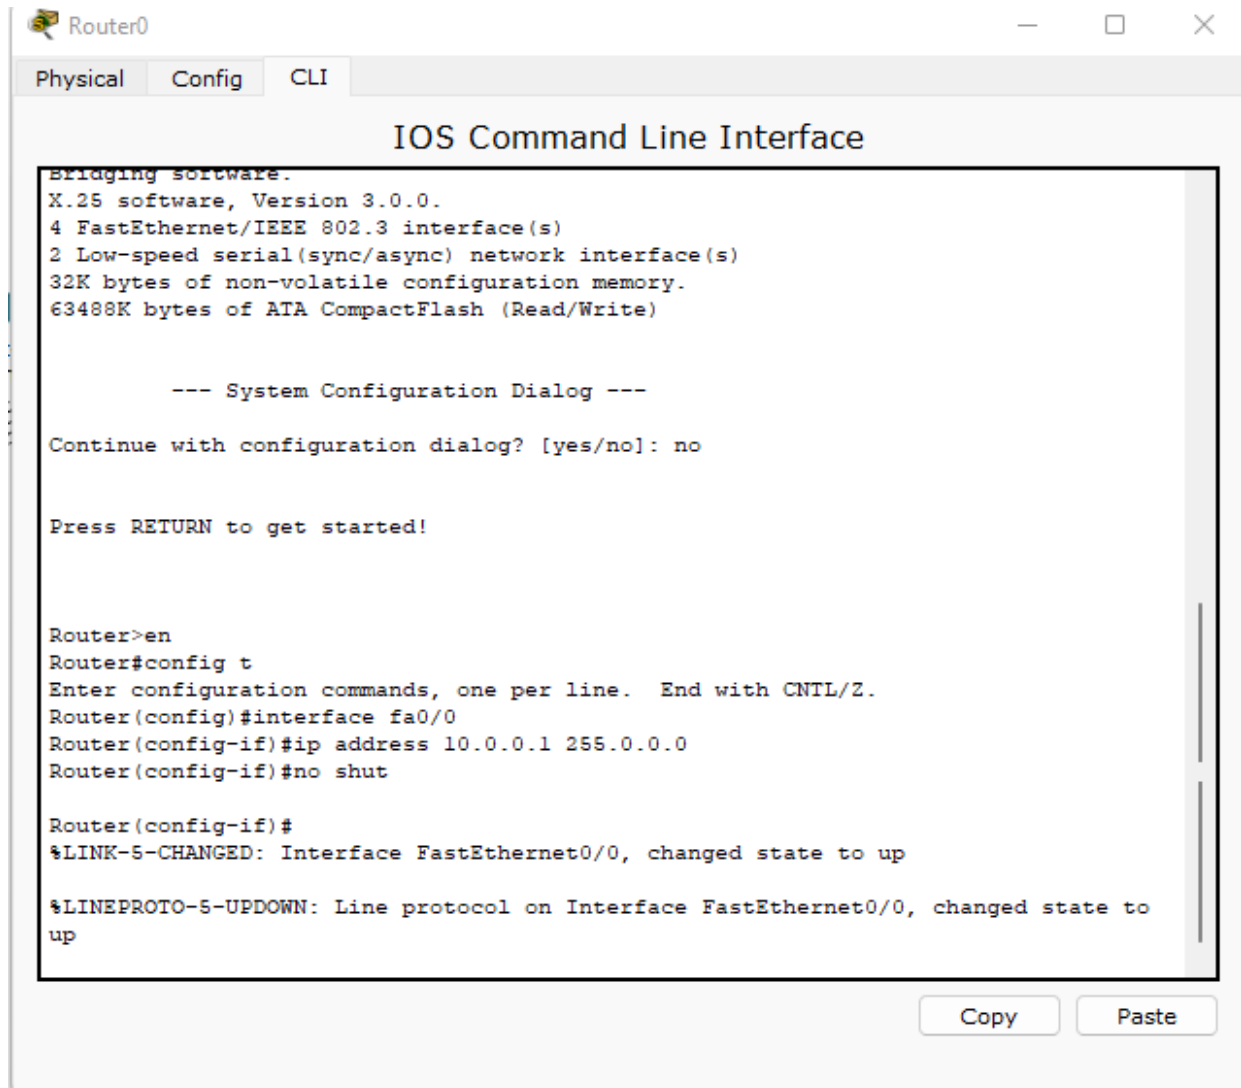 Router0
Physical Config CLI
IOS Command Line Interface
Bridging software.
X.25 software, Version 3.0.0.
4 FastEthernet/IEEE 802.3 interface(s)
2 Low-speed serial(sync/async) network interface(s)
32K bytes of non-volatile configuration memory.
63488K bytes of ATA CompactFlash (Read/Write)
--- System Configuration Dialog ---
Continue with configuration dialog? [yes/no]: no
Press RETURN to get started!
Router>en
Router#config t
Enter configuration commands, one per line.  End with CNTL/Z.
Router(config)#interface fa0/0
Router(config-if)#ip address 10.0.0.1 255.0.0.0
Router(config-if)#no shut
Router(config-if)#
%LINK-5-CHANGED: Interface FastEthernet0/0, changed state to up
%LINEPROTO-5-UPDOWN: Line protocol on Interface FastEthernet0/0, changed state to
up
Copy Paste